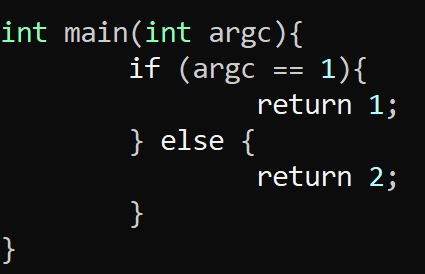 int main(int argc){
        if (argc == 1){
                return 1;
        } else {
                return 2;
        }
}